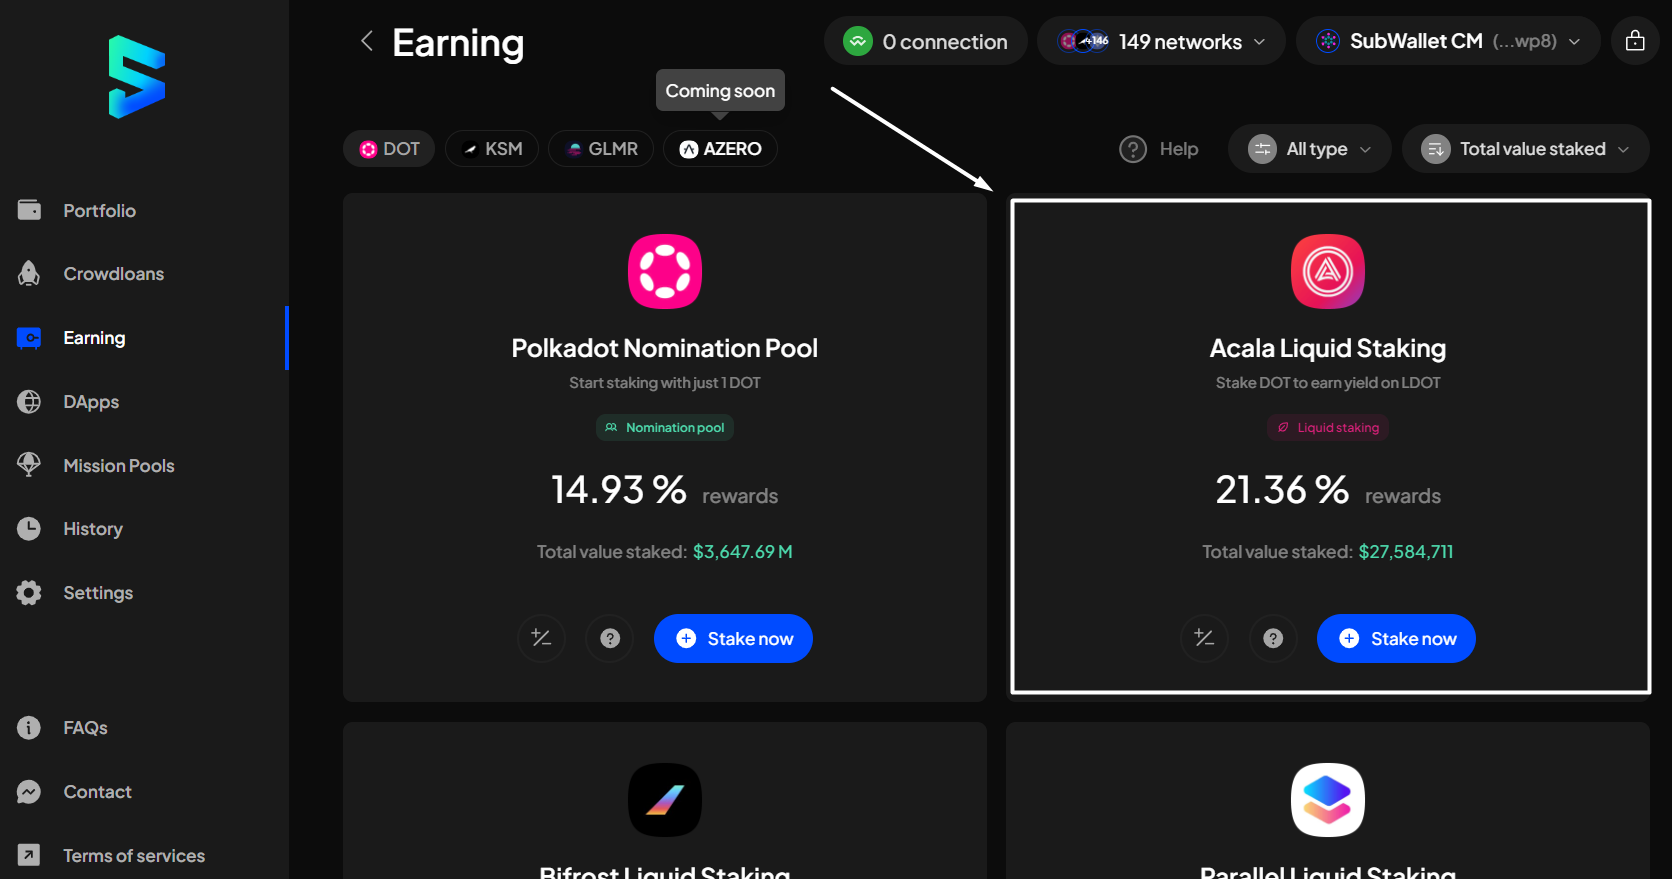 Earning
0 connection
+146
149 networks
SubWallet CM (...wp8)
Coming soon
DOT
KSM
GLMR
AZERO
Help
All type
Total value staked
Portfolio
Crowdloans
Earning
DApps
Mission Pools
History
Settings
FAQs
Contact
Terms of services
Polkadot Nomination Pool
Start staking with just 1 DOT
Nomination pool
14.93 % rewards
Total value staked: $3,647.69 M
Stake now
Acala Liquid Staking
Stake DOT to earn yield on LDOT
Liquid staking
21.36 % rewards
Total value staked: $27,584,711
Stake now
Bifrost Liquid Staking
Parallel Liquid Staking